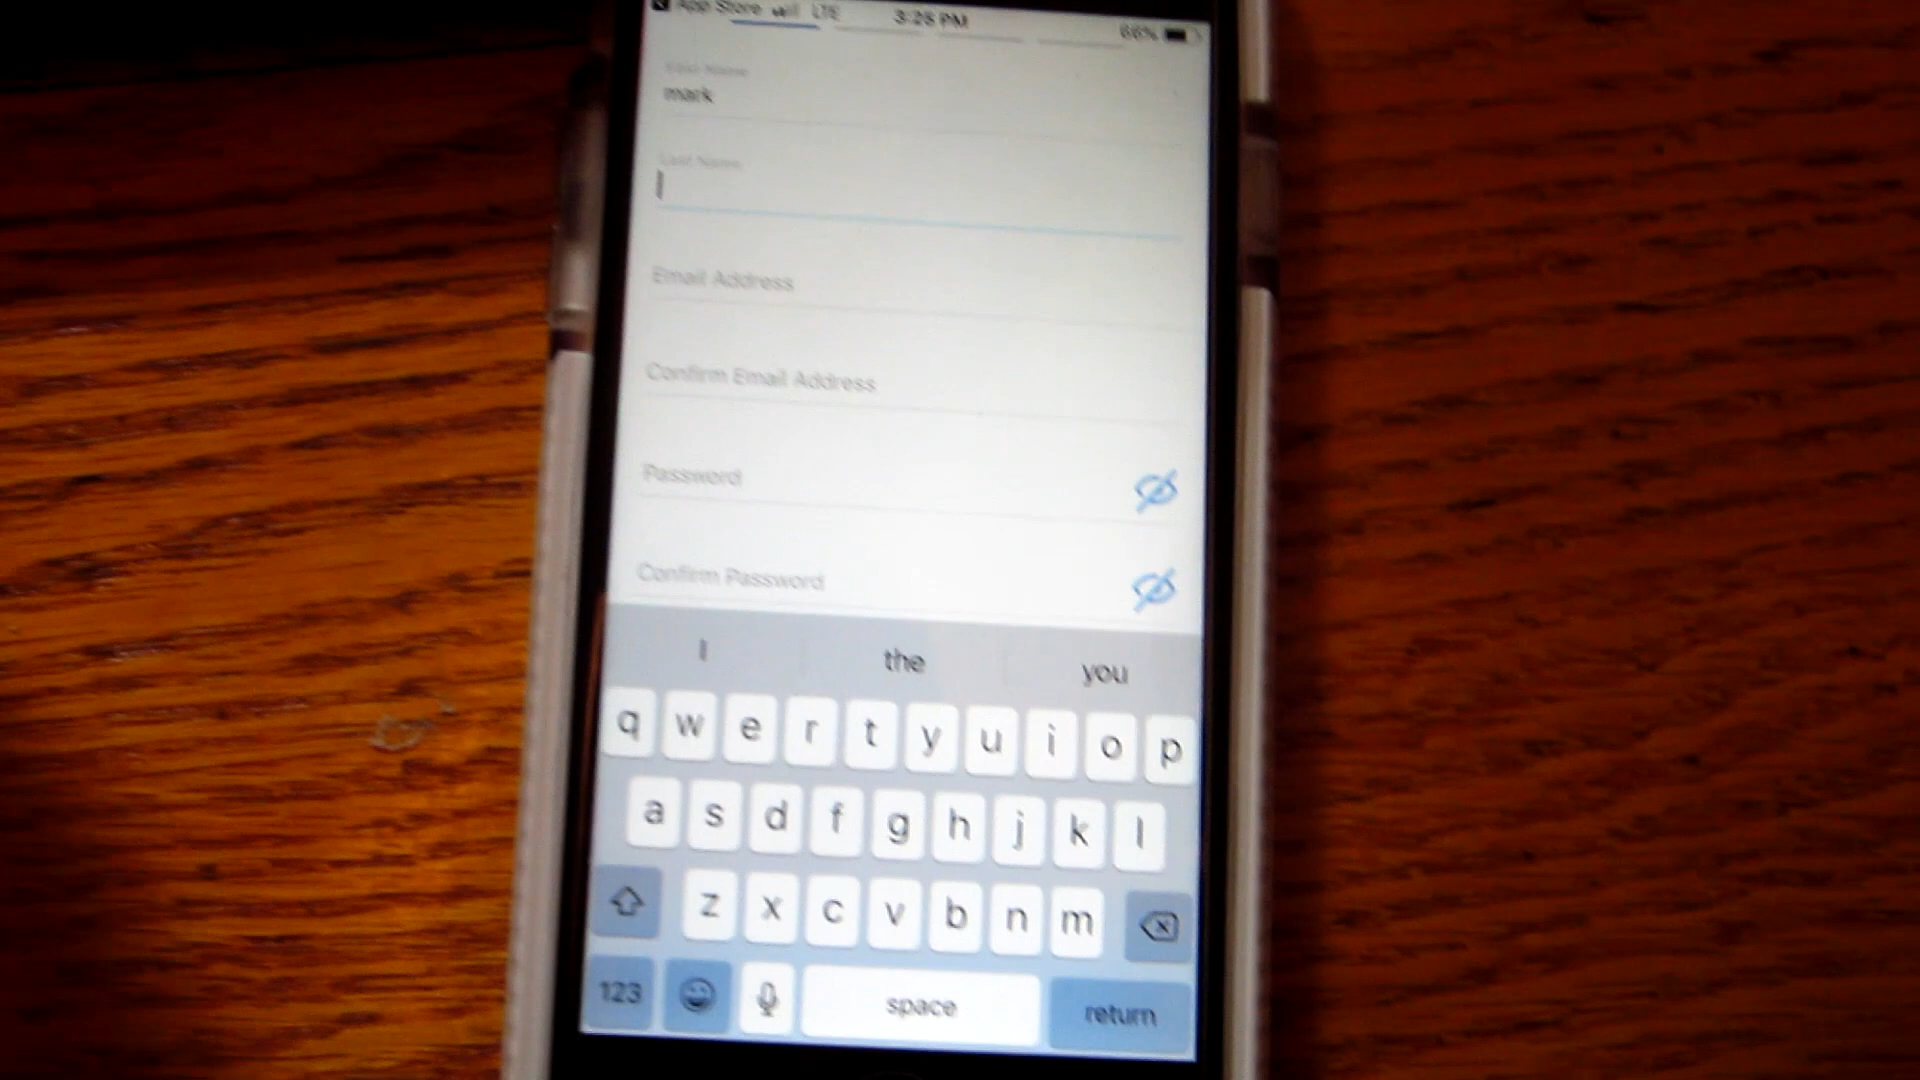 App Store LTE 3:25 PM 66%
mark
Last Name
Email Address
Confirm Email Address
Password
Confirm Password
I the you
q w e r t y u i o p
a s d f g h j k l
z x c v b n m
123 space return